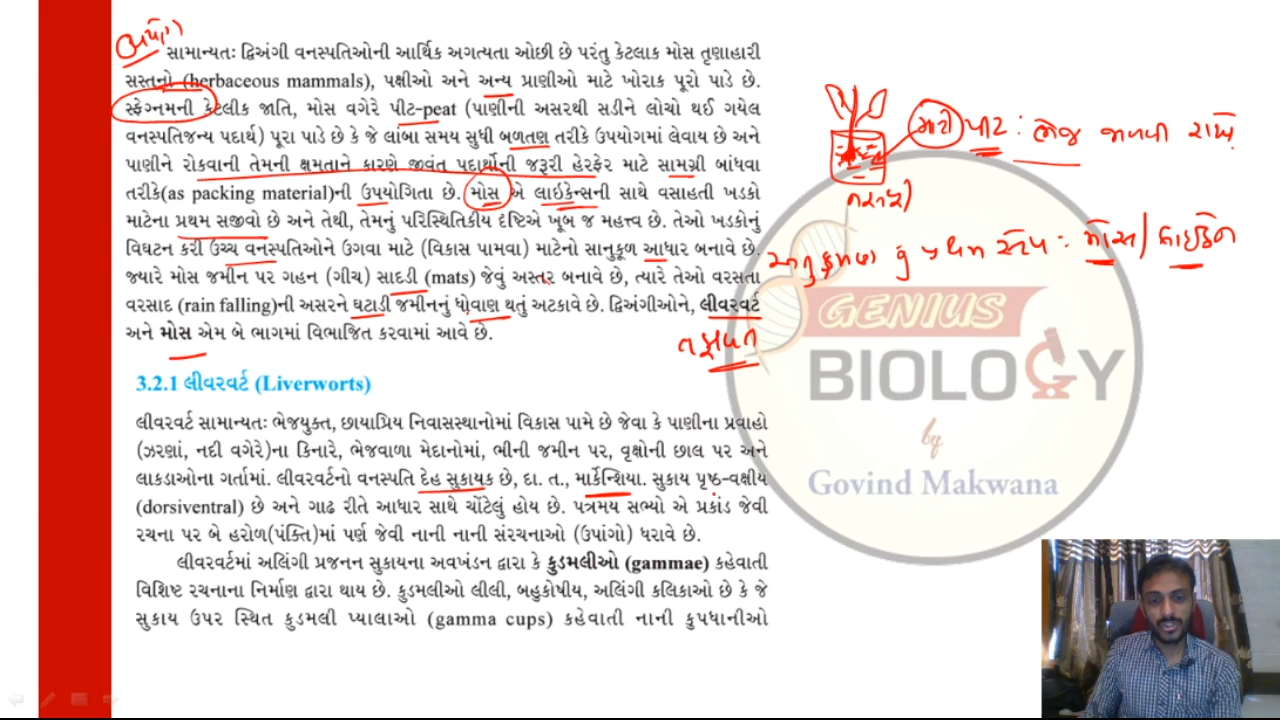 સામાન્યતઃ દ્વિઅંગી વનસ્પતિઓની આર્થિક અગત્યતા ઓછી છે પરંતુ કેટલાક મોસ તૃણાહારી
સસ્તનો (herbaceous mammals), પક્ષીઓ અને અન્ય પ્રાણીઓ માટે ખોરાક પૂરો પાડે છે.
સ્ફેગ્નમની કેટલીક જાતિ, મોસ વગેરે પીટ-peat (પાણીની અસરથી સડીને લોચો થઈ ગયેલ
વનસ્પતિજન્ય પદાર્થ) પૂરા પાડે છે કે જે લાંબા સમય સુધી બળતણ તરીકે ઉપયોગમાં લેવાય છે અને
પાણીને રોકવાની તેમની ક્ષમતાને કારણે જીવંત પદાર્થોની જરૂરી હેરફેર માટે સામગ્રી બાંધવા
તરીકે(as packing material)ની ઉપયોગિતા છે. મોસ એ લાઇકેન્સની સાથે વસાહતી ખડકો
માટેના પ્રથમ સજીવો છે અને તેથી, તેમનું પરિસ્થિતિકીય દૃષ્ટિએ ખૂબ જ મહત્ત્વ છે. તેઓ ખડકોનું
વિઘટન કરી ઉચ્ચ વનસ્પતિઓને ઉગવા માટે (વિકાસ પામવા) માટેનો સાનુકૂળ આધાર બનાવે છે.
જ્યારે મોસ જમીન પર ગહન (ગીચ) સાદડી (mats) જેવું અસ્તર બનાવે છે, ત્યારે તેઓ વરસતા
વરસાદ (rain falling)ની અસરને ઘટાડી જમીનનું ધોવાણ થતું અટકાવે છે. દ્વિઅંગીઓને, લીવરવર્ટ
અને મોસ એમ બે ભાગમાં વિભાજિત કરવામાં આવે છે.
માટી પીટ : ભેજ જાળવી રાખે
અનુક્રમણ નું પ્રથમ સ્ટેપ : મોસ / લાઇકેન
તફાવત
3.2.1 લીવરવર્ટ (Liverworts)
લીવરવર્ટ સામાન્યતઃ ભેજયુક્ત, છાયાપ્રિય નિવાસસ્થાનોમાં વિકાસ પામે છે જેવા કે પાણીના પ્રવાહો
(ઝરણાં, નદી વગેરે)ના કિનારે, ભેજવાળા મેદાનોમાં, ભીની જમીન પર, વૃક્ષોની છાલ પર અને
લાકડાઓના ગર્તામાં. લીવરવર્ટનો વનસ્પતિ દેહ સુકાયક છે, દા. ત., માર્કેન્શિયા. સુકાય પૃષ્ઠ-વક્ષીય
(dorsiventral) છે અને ગાઢ રીતે આધાર સાથે ચોંટેલું હોય છે. પત્રમય સભ્યો એ પ્રકાંડ જેવી
રચના પર બે હરોળ(પંક્તિ)માં પર્ણ જેવી નાની નાની સંરચનાઓ (ઉપાંગો) ધરાવે છે.
લીવરવર્ટમાં અલિંગી પ્રજનન સુકાયના અવખંડન દ્વારા કે કુડમલીઓ (gammae) કહેવાતી
વિશિષ્ટ રચનાના નિર્માણ દ્વારા થાય છે. કુડમલીઓ લીલી, બહુકોષીય, અલિંગી કલિકાઓ છે કે જે
સુકાય ઉપર સ્થિત કુડમલી પ્યાલાઓ (gamma cups) કહેવાતી નાની કુપધાનીઓ
GENIUS
BIOLOGY
by
Govind Makwana